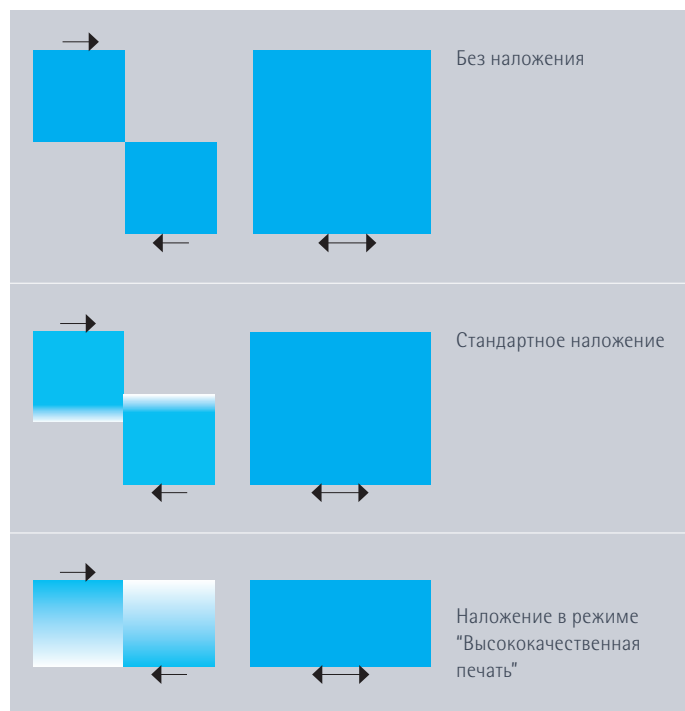 Без наложения
Стандартное наложение
Наложение в режиме
"Высококачественная
печать"